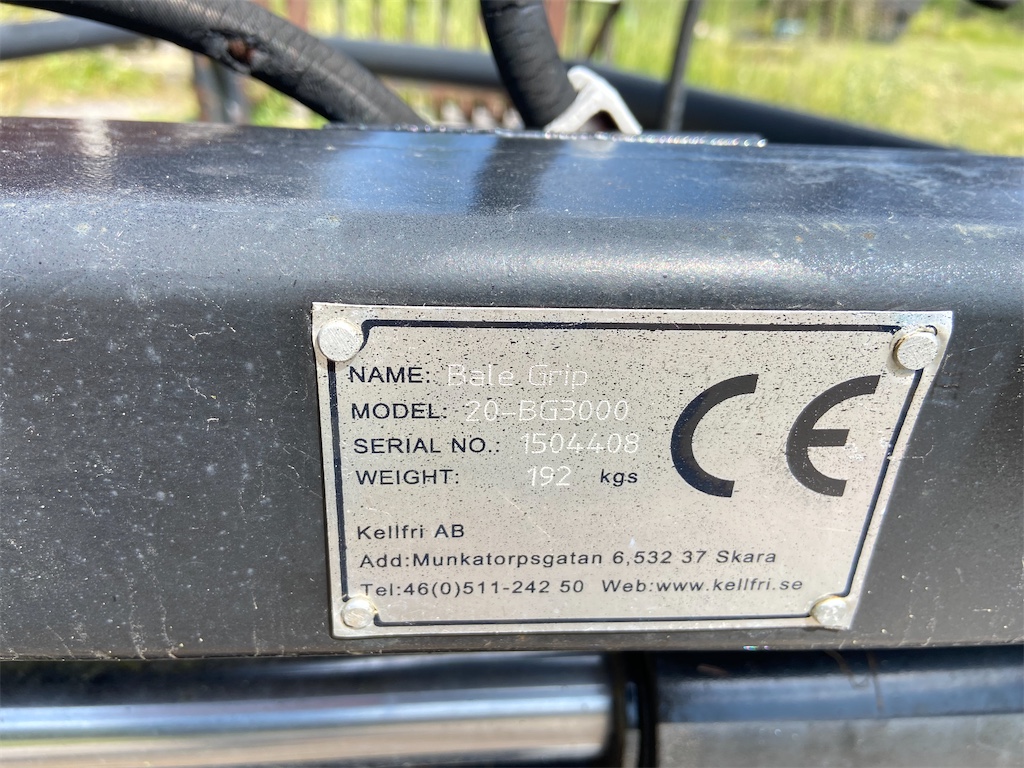 NAME: Bale Grip
MODEL: 20-BG3000
SERIAL NO.: 1504408
WEIGHT: 192 kgs
CE
Kellfri AB
Add:Munkatorpsgatan 6,532 37 Skara
Tel:46(0)511-242 50 Web:www.kellfri.se